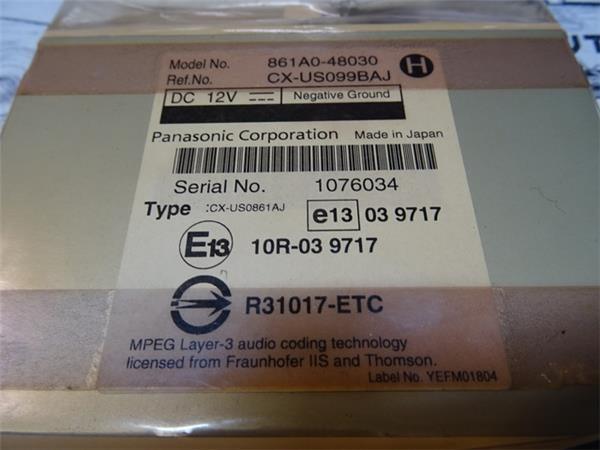 Model No. 861A0-48030 H
Ref.No. CX-US099BAJ
DC 12V Negative Ground
Panasonic Corporation Made in Japan
Serial No. 1076034
Type :CX-US0861AJ e13 03 9717
E13 10R-03 9717
R31017-ETC
MPEG Layer-3 audio coding technology
licensed from Fraunhofer IIS and Thomson.
Label No. YEFM01804